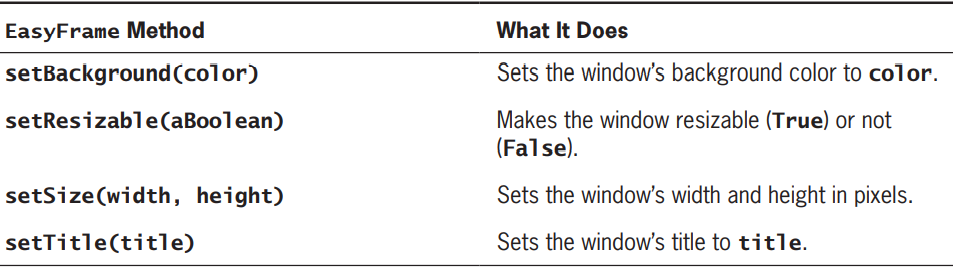 EasyFrame Method What It Does
setBackground(color) Sets the window’s background color to color.
setResizable(aBoolean) Makes the window resizable (True) or not
(False).
setSize(width, height) Sets the window’s width and height in pixels.
setTitle(title) Sets the window’s title to title.